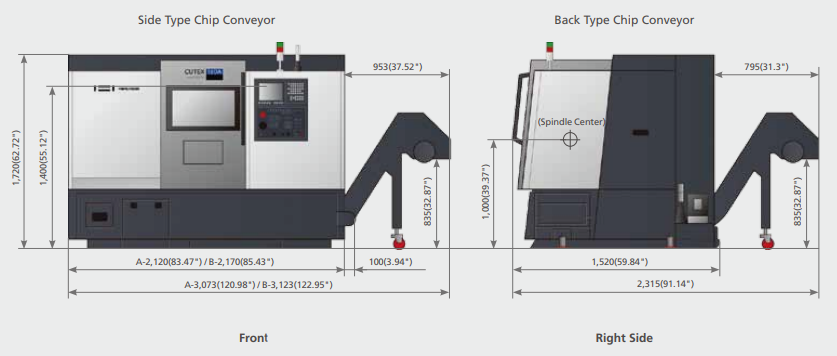 Side Type Chip Conveyor
Back Type Chip Conveyor
953(37.52")
795(31.3")
CUTEX
(Spindle Center)
1,720(62.72")
1,400(55.12")
835(32.87")
1,000(39.37")
835(32.87")
A-2,120(83.47") / B-2,170(85.43")
100(3.94")
1,520(59.84")
A-3,073(120.98") / B-3,123(122.95")
2,315(91.14")
Front
Right Side